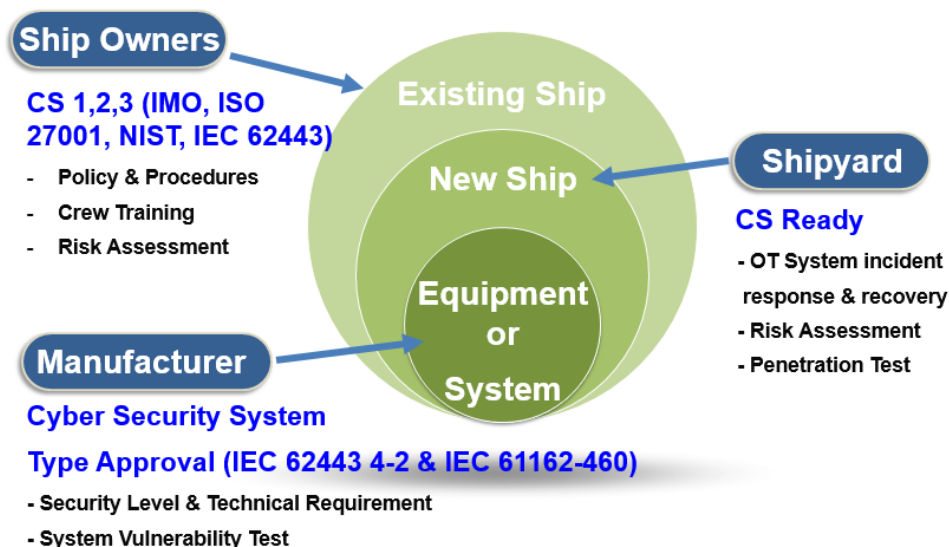 Ship Owners
CS 1,2,3 (IMO, ISO
27001, NIST, IEC 62443)
- Policy & Procedures
- Crew Training
- Risk Assessment
Existing Ship
New Ship
Equipment
or
System
Shipyard
CS Ready
- OT System incident
response & recovery
- Risk Assessment
- Penetration Test
Manufacturer
Cyber Security System
Type Approval (IEC 62443 4-2 & IEC 61162-460)
- Security Level & Technical Requirement
- System Vulnerability Test